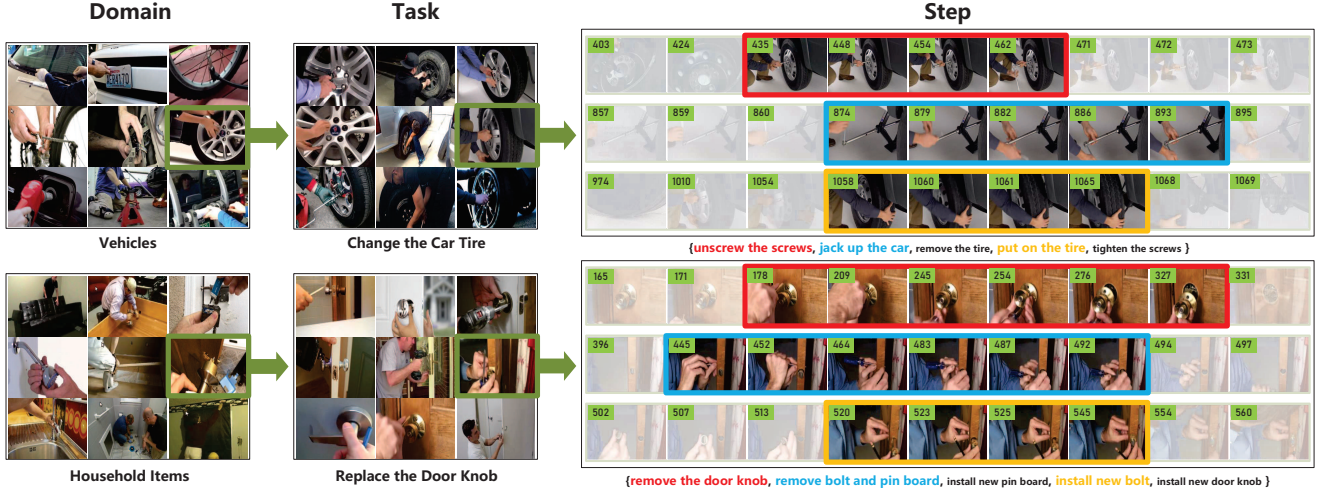 Domain
Task
Step
403 424 435 448 454 462 471 472 473
857 859 860 874 879 882 886 893 895
974 1010 1054 1058 1060 1061 1065 1068 1069
Vehicles
Change the Car Tire
{unscrew the screws, jack up the car, remove the tire, put on the tire, tighten the screws }
165 171 178 209 245 254 276 327 331
396 445 452 464 483 487 492 494 497
502 507 513 520 523 525 545 554 560
Household Items
Replace the Door Knob
{remove the door knob, remove bolt and pin board, install new pin board, install new bolt, install new door knob }